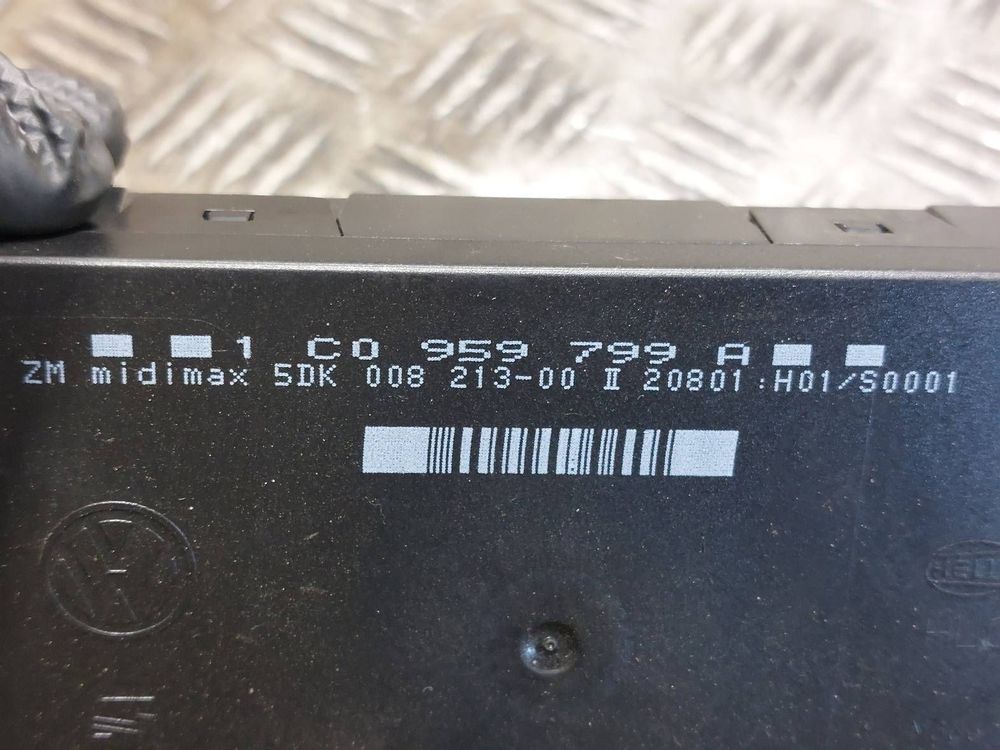 1 C0 959 799 A
ZM midimax 5DK 008 213-00 II 20801:H01/S0001